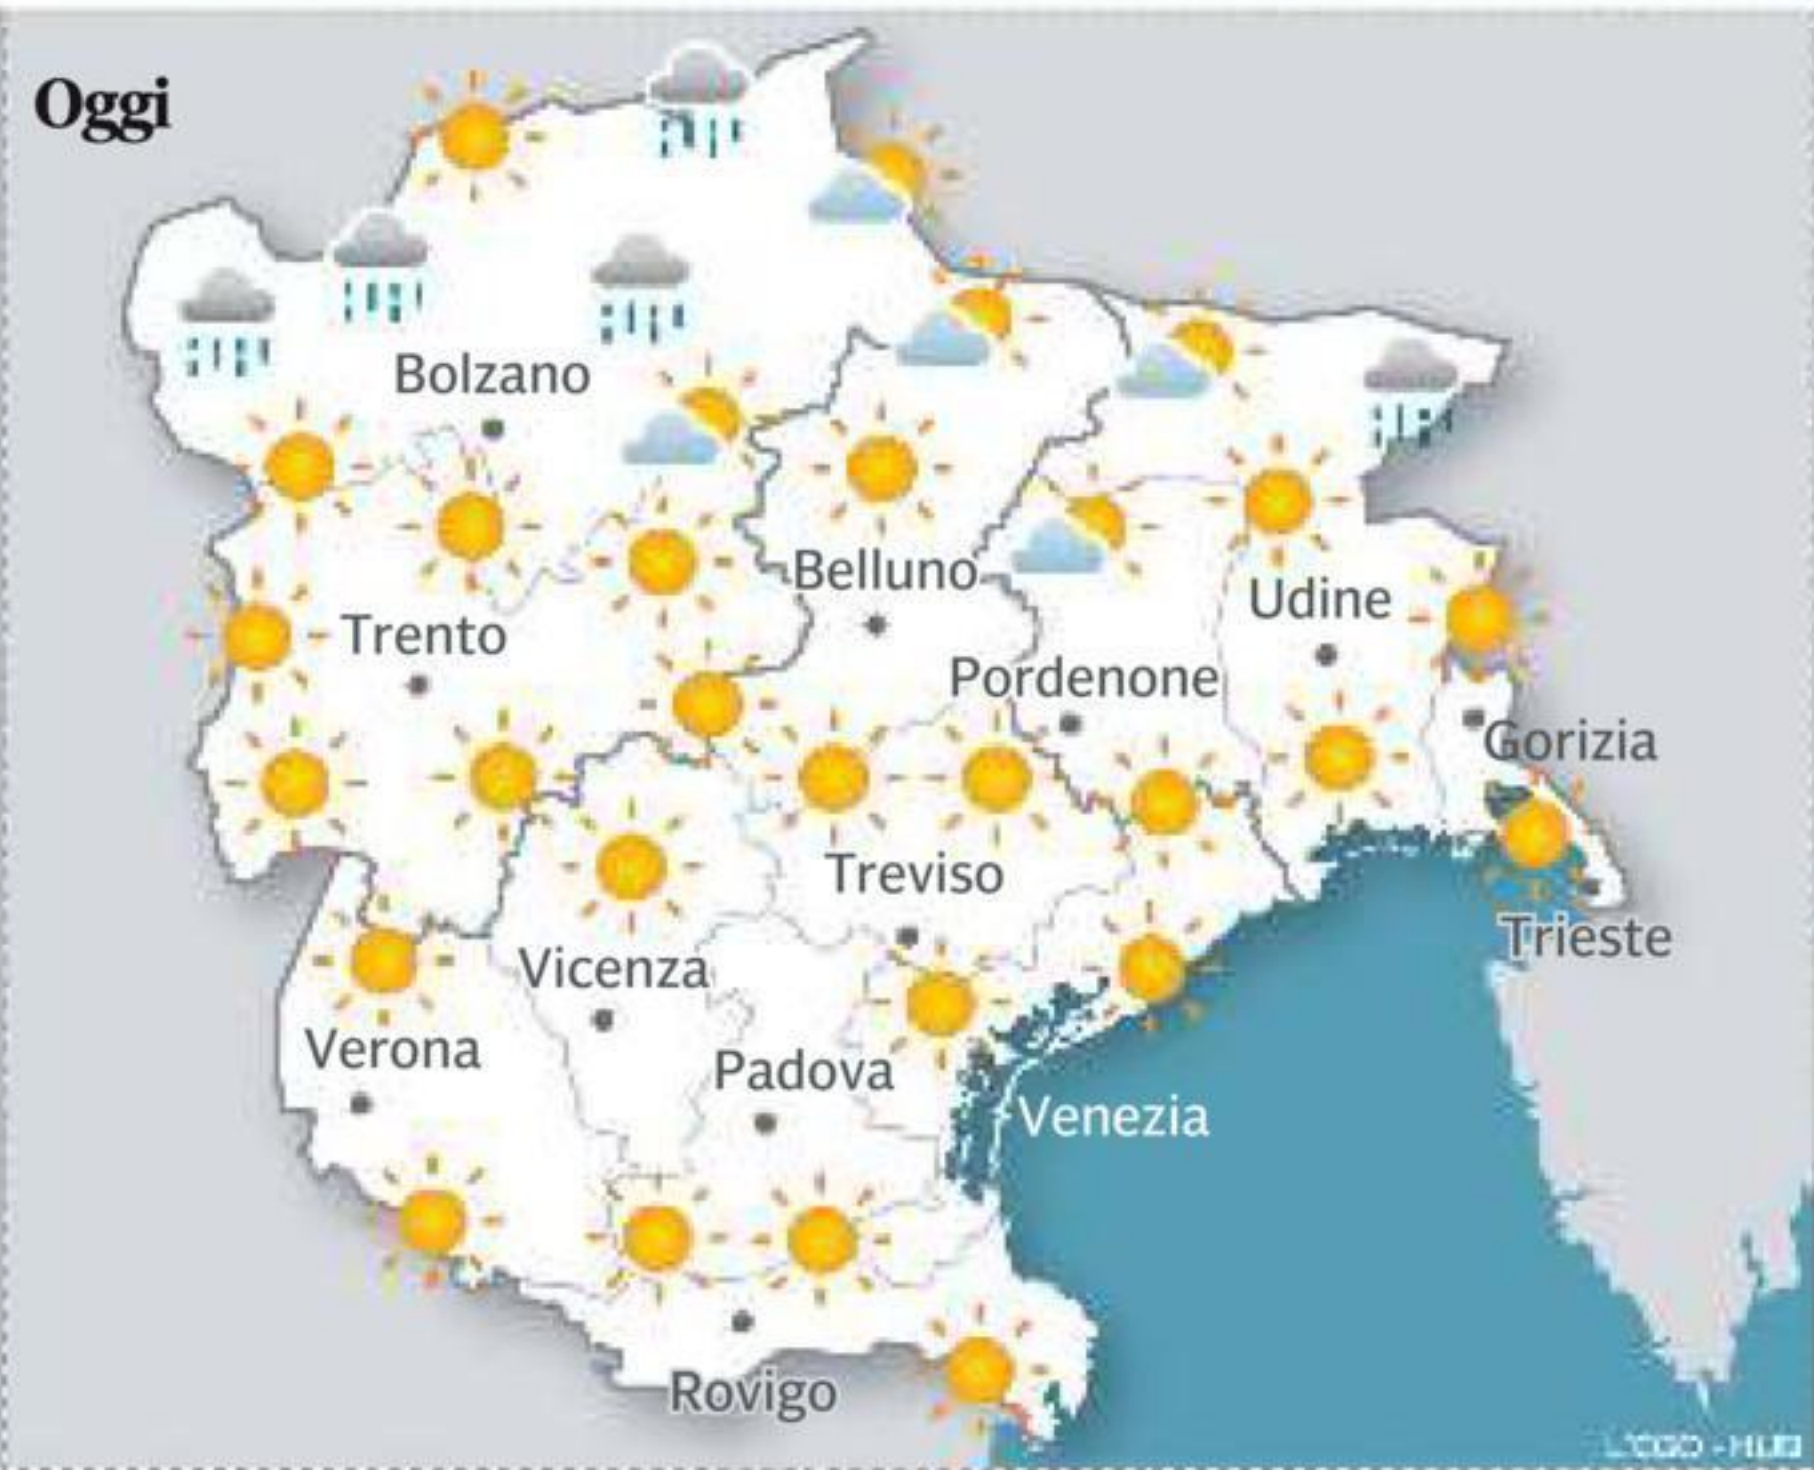 Oggi
Bolzano
Belluno
Udine
Trento
Pordenone
Gorizia
Treviso
Trieste
Vicenza
Verona
Padova
Venezia
Rovigo